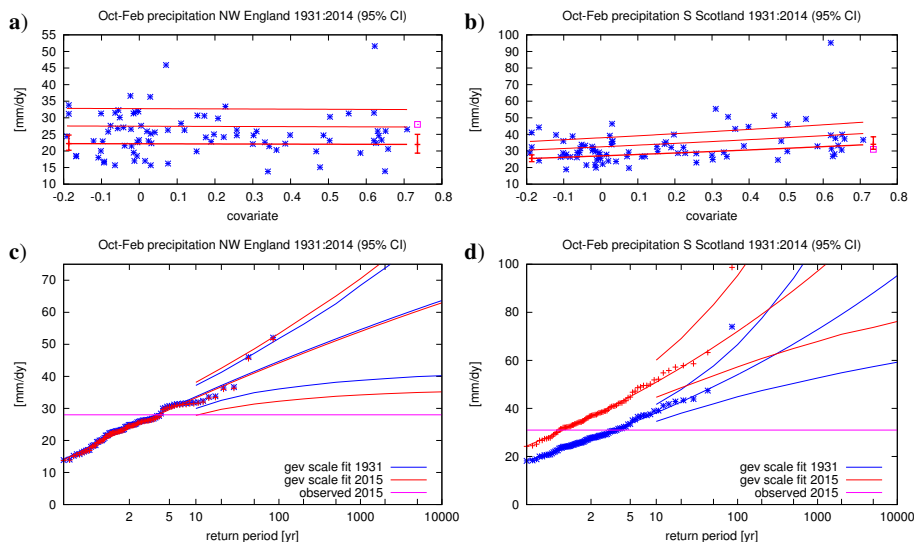 a)
Oct-Feb precipitation NW England 1931:2014 (95% CI)
[mm/dy]
55
50
45
40
35
30
25
20
15
10
-0.2 -0.1 0 0.1 0.2 0.3 0.4 0.5 0.6 0.7 0.8
covariate
b)
Oct-Feb precipitation S Scotland 1931:2014 (95% CI)
[mm/dy]
100
90
80
70
60
50
40
30
20
10
-0.2 -0.1 0 0.1 0.2 0.3 0.4 0.5 0.6 0.7 0.8
covariate
c)
Oct-Feb precipitation NW England 1931:2014 (95% CI)
[mm/dy]
70
60
50
40
30
20
10
0
2 5 10 100 1000 10000
return period [yr]
gev scale fit 1931
gev scale fit 2015
observed 2015
d)
Oct-Feb precipitation S Scotland 1931:2014 (95% CI)
[mm/dy]
100
80
60
40
20
0
2 5 10 100 1000 10000
return period [yr]
gev scale fit 1931
gev scale fit 2015
observed 2015